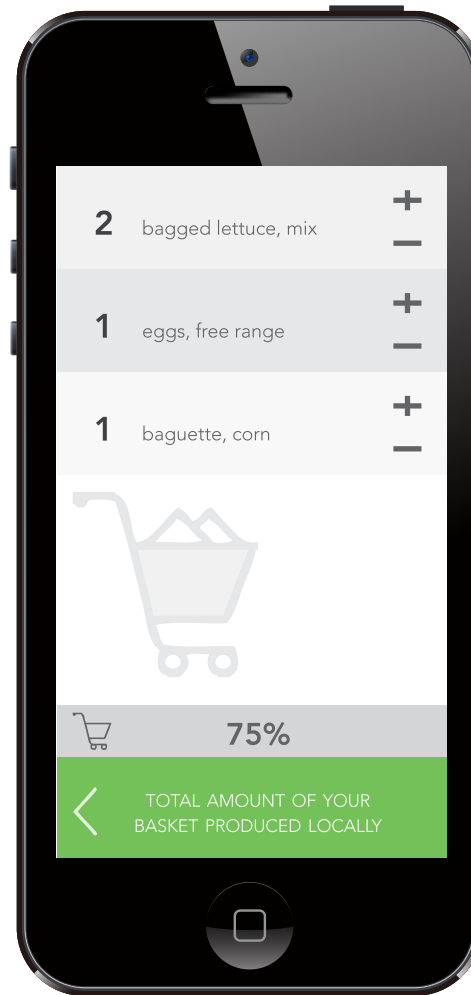 2 bagged lettuce, mix
1 eggs, free range
1 baguette, corn
75%
TOTAL AMOUNT OF YOUR
BASKET PRODUCED LOCALLY